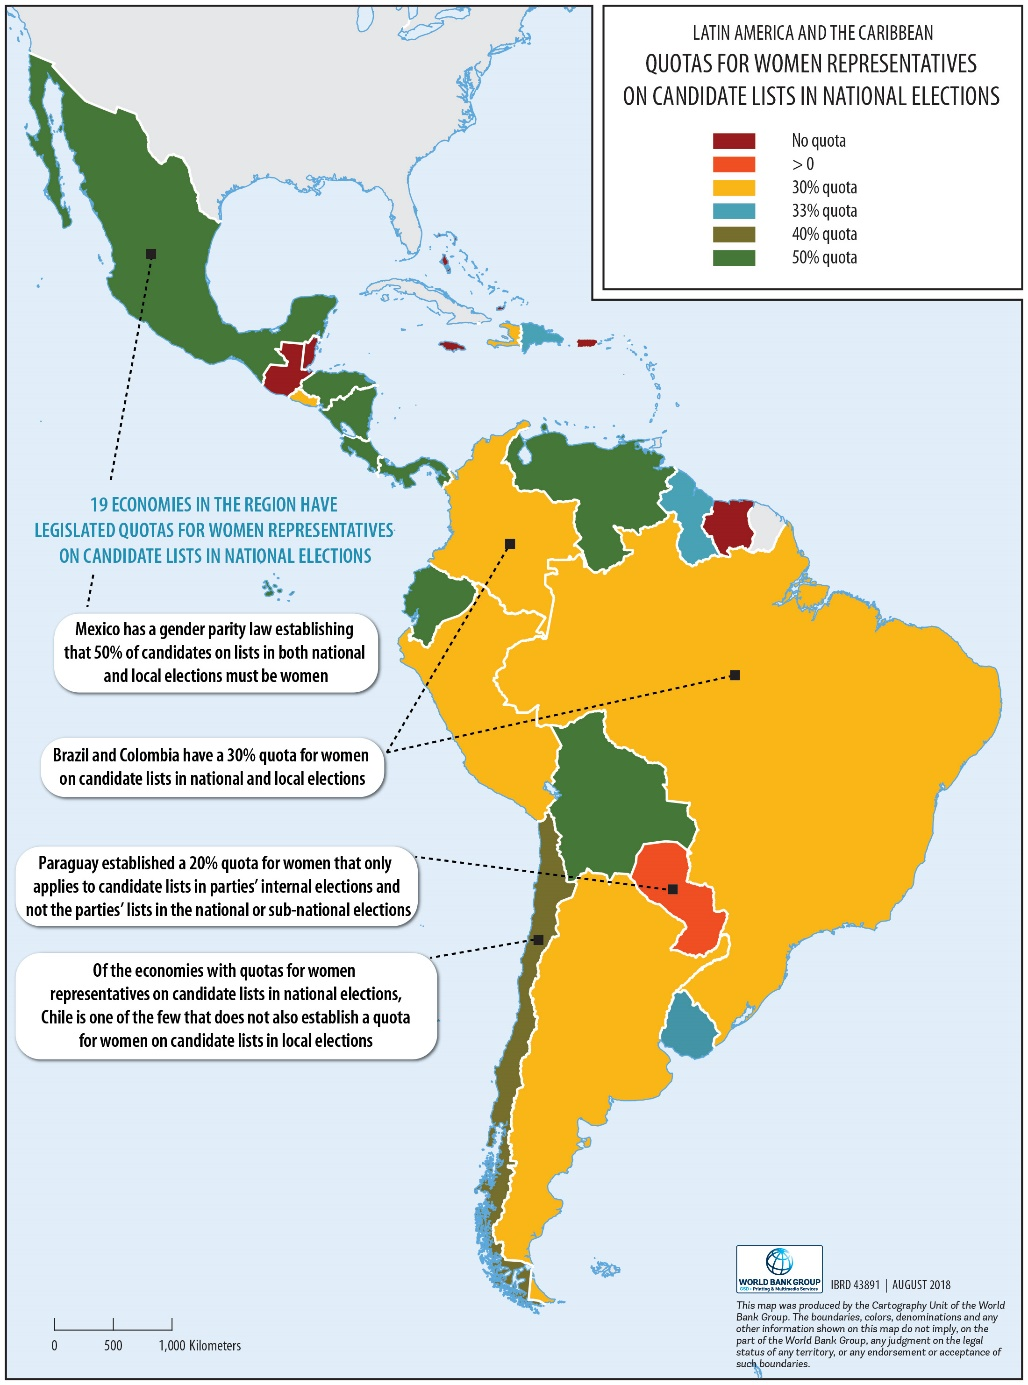 LATIN AMERICA AND THE CARIBBEAN
QUOTAS FOR WOMEN REPRESENTATIVES
ON CANDIDATE LISTS IN NATIONAL ELECTIONS
No quota
> 0
30% quota
33% quota
40% quota
50% quota
19 ECONOMIES IN THE REGION HAVE
LEGISLATED QUOTAS FOR WOMEN REPRESENTATIVES
ON CANDIDATE LISTS IN NATIONAL ELECTIONS
Mexico has a gender parity law establishing
that 50% of candidates on lists in both national
and local elections must be women
Brazil and Colombia have a 30% quota for women
on candidate lists in national and local elections
Paraguay established a 20% quota for women that only
applies to candidate lists in parties’ internal elections and
not the parties’ lists in the national or sub-national elections
Of the economies with quotas for women
representatives on candidate lists in national elections,
Chile is one of the few that does not also establish a quota
for women on candidate lists in local elections
0 500 1,000 Kilometers
WORLD BANK GROUP
GSD - Printing & Multimedia Services
IBRD 43891 | AUGUST 2018
This map was produced by the Cartography Unit of the World
Bank Group. The boundaries, colors, denominations and any
other information shown on this map do not imply, on the
part of the World Bank Group, any judgment on the legal
status of any territory, or any endorsement or acceptance of
such boundaries.